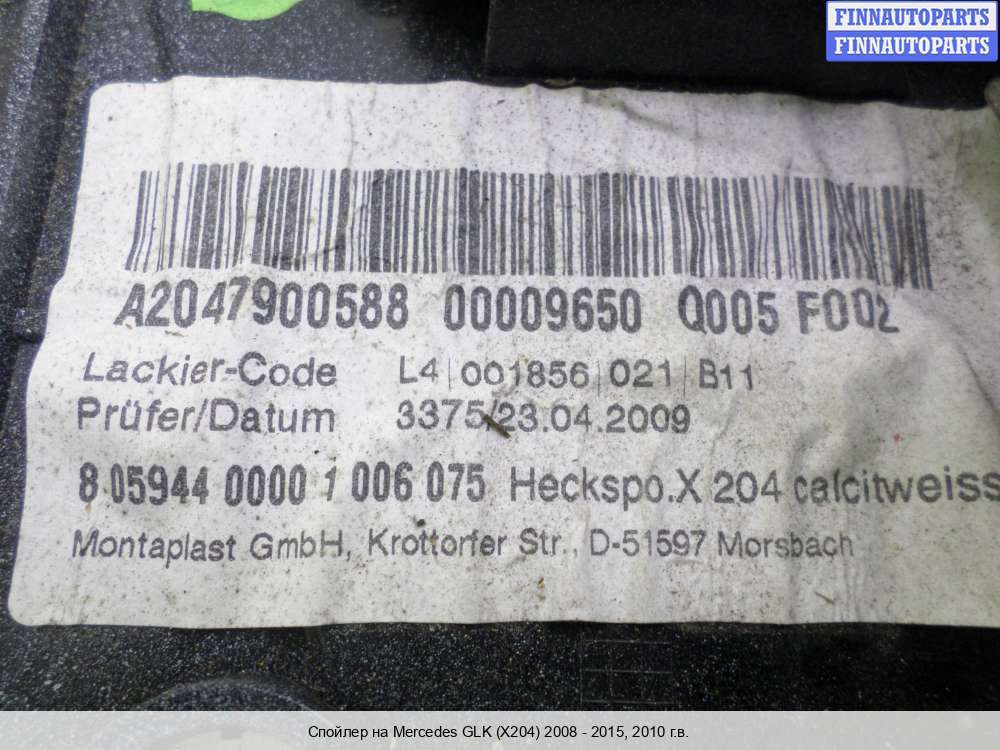 FINNAUTOPARTS
FINNAUTOPARTS
A2047900588 00009650 Q005 F002
Lackier-Code L4|001856|021|B11
Prüfer/Datum 3375/23.04.2009
8 05944 0000 1 006 075 Heckspo.X 204 calcitweiss
Montaplast GmbH, Krottorfer Str., D-51597 Morsbach
Спойлер на Mercedes GLK (X204) 2008 - 2015, 2010 г.в.